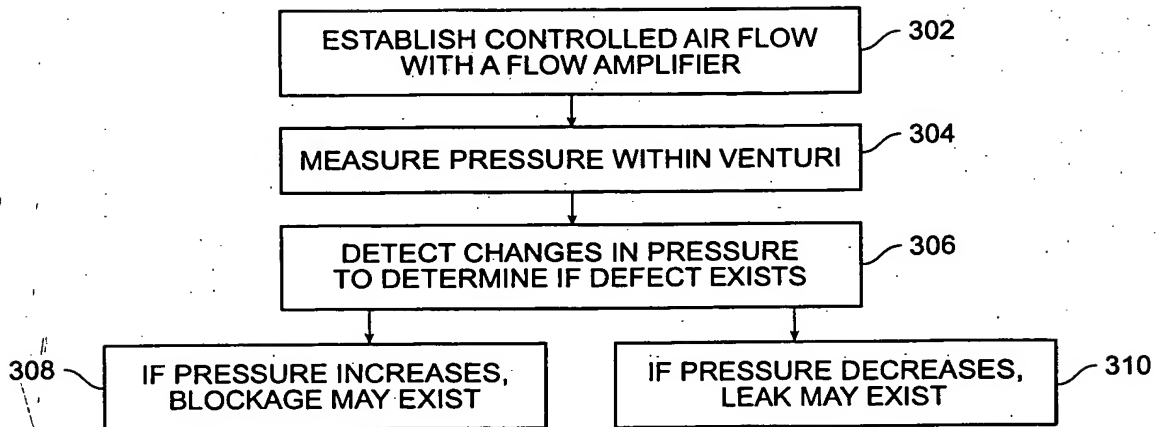 ESTABLISH CONTROLLED AIR FLOW
WITH A FLOW AMPLIFIER
302
MEASURE PRESSURE WITHIN VENTURI
304
DETECT CHANGES IN PRESSURE
TO DETERMINE IF DEFECT EXISTS
306
308
IF PRESSURE INCREASES,
BLOCKAGE MAY EXIST
IF PRESSURE DECREASES,
LEAK MAY EXIST
310